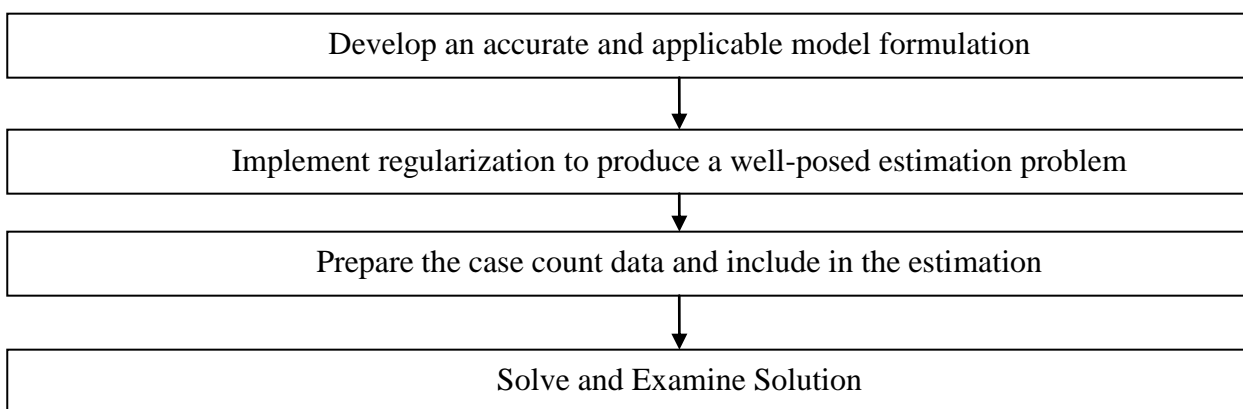 Develop an accurate and applicable model formulation
Implement regularization to produce a well-posed estimation problem
Prepare the case count data and include in the estimation
Solve and Examine Solution